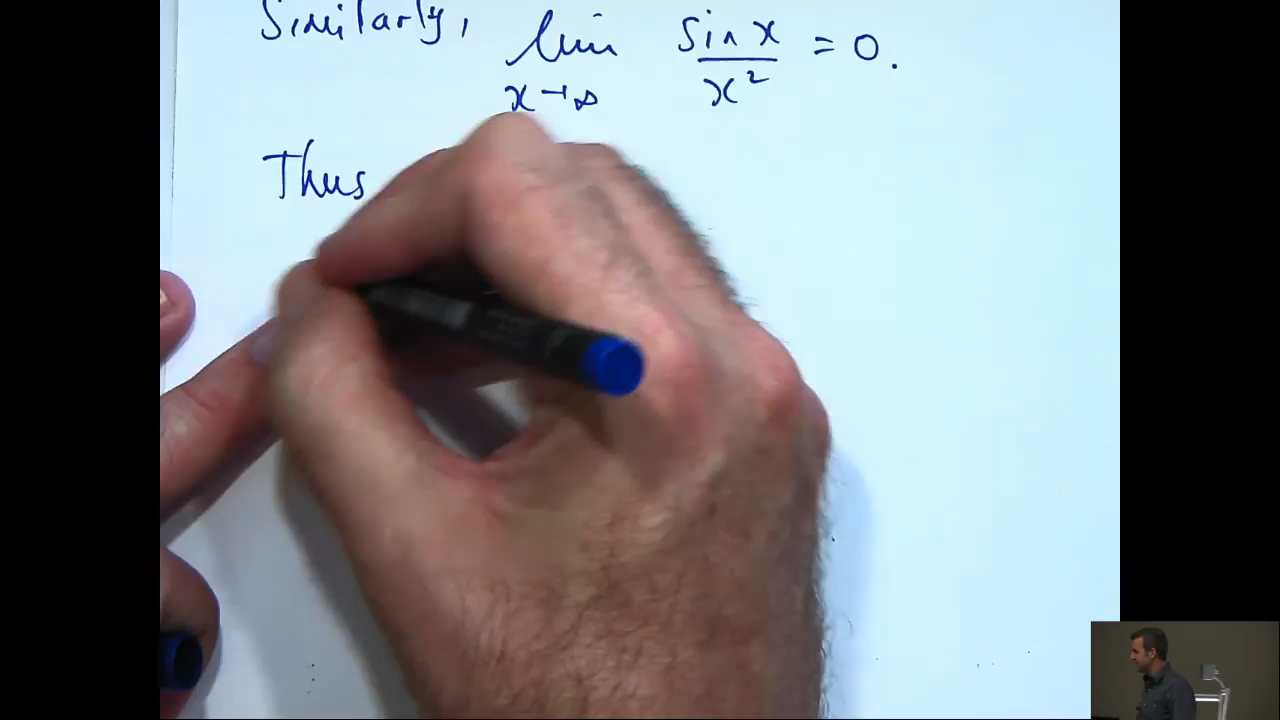 Similarly, lim x→∞ sin x / x² = 0.
Thus